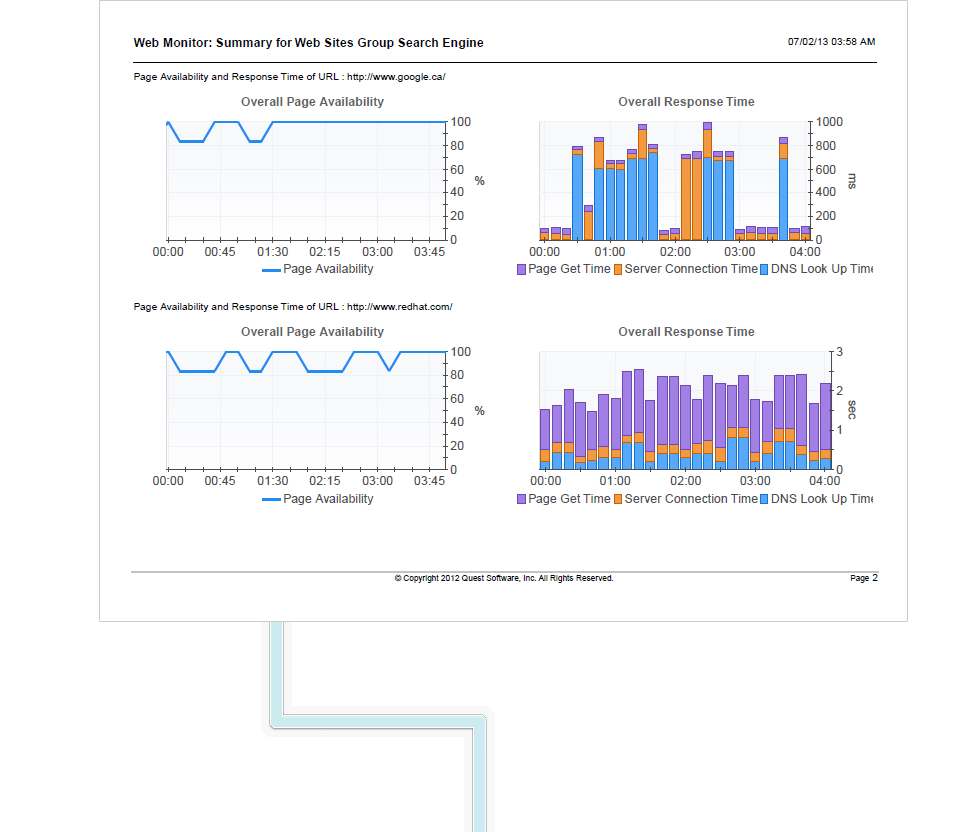 Web Monitor: Summary for Web Sites Group Search Engine
07/02/13 03:58 AM
Page Availability and Response Time of URL : http://www.google.ca/
Overall Page Availability
100
80
60
40
20
0
%
00:00 00:45 01:30 02:15 03:00 03:45
Page Availability
Overall Response Time
1000
800
600
400
200
0
ms
00:00 01:00 02:00 03:00 04:00
Page Get Time Server Connection Time DNS Look Up Time
Page Availability and Response Time of URL : http://www.redhat.com/
Overall Page Availability
100
80
60
40
20
0
%
00:00 00:45 01:30 02:15 03:00 03:45
Page Availability
Overall Response Time
3
2
1
0
sec
00:00 01:00 02:00 03:00 04:00
Page Get Time Server Connection Time DNS Look Up Time
© Copyright 2012 Quest Software, Inc. All Rights Reserved.
Page 2